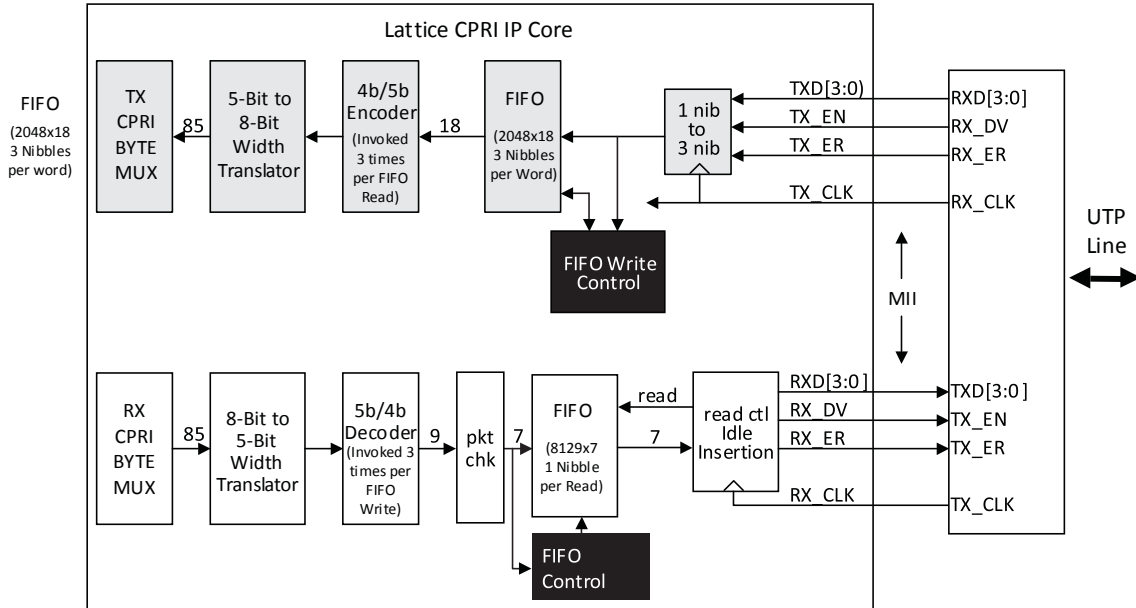 Lattice CPRI IP Core
FIFO
(2048x18
3 Nibbles
per word)
TX
CPRI
BYTE
MUX
85
5-Bit to
8-Bit
Width
Translator
4b/5b
Encoder
(Invoked
3 times
per FIFO
Read)
18
FIFO
(2048x18
3 Nibbles
per Word)
1 nib
to
3 nib
TXD[3:0)
TX_EN
TX_ER
TX_CLK
RXD[3:0]
RX_DV
RX_ER
RX_CLK
FIFO Write
Control
MII
UTP
Line
RX
CPRI
BYTE
MUX
85
8-Bit to
5-Bit
Width
Translator
5b/4b
Decoder
(Invoked 3
times per
FIFO
Write)
9
pkt
chk
7
FIFO
(8129x7
1 Nibble
per Read)
read
7
read ctl
Idle
Insertion
RXD[3:0]
RX_DV
RX_ER
RX_CLK
TXD[3:0]
TX_EN
TX_ER
TX_CLK
FIFO
Control